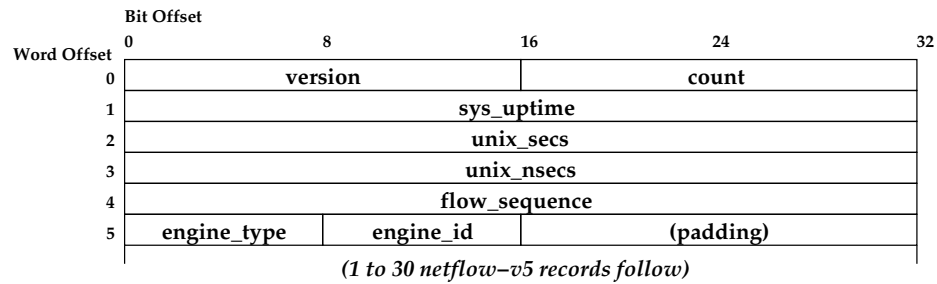 Bit Offset
Word Offset 0 8 16 24 32
0 version count
1 sys_uptime
2 unix_secs
3 unix_nsecs
4 flow_sequence
5 engine_type engine_id (padding)
(1 to 30 netflow−v5 records follow)